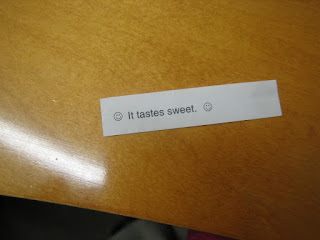 ☺ It tastes sweet. ☺